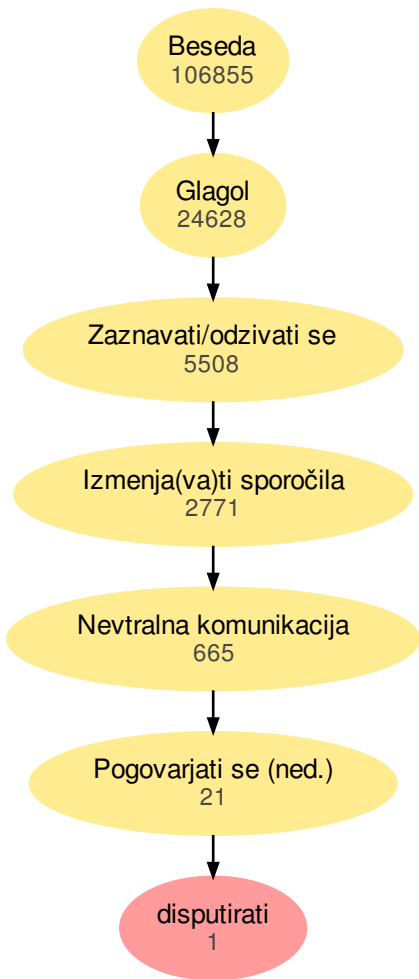 Beseda
106855
Glagol
24628
Zaznavati/odzivati se
5508
Izmenja(va)ti sporočila
2771
Nevtralna komunikacija
665
Pogovarjati se (ned.)
21
disputirati
1